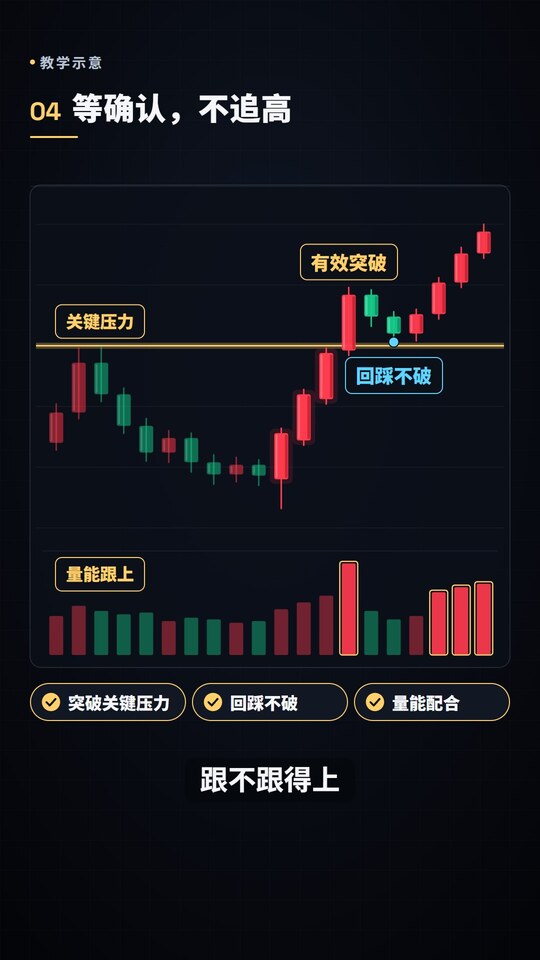 教学示意
04 等确认，不追高
有效突破
关键压力
回踩不破
量能跟上
突破关键压力
回踩不破
量能配合
跟不跟得上